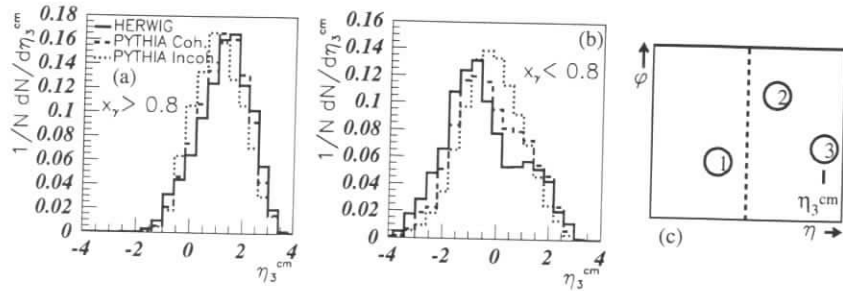 1/N dN/dη₃ᶜᵐ
0.18
0.16
0.14
0.12
0.1
0.08
0.06
0.04
0.02
0
-4
-2
0
2
4
η₃ᶜᵐ
HERWIG
PYTHIA Coh.
PYTHIA Incoh.
(a)
xᵧ> 0.8
1/N dN/dη₃ᶜᵐ
0.16
0.14
0.12
0.1
0.08
0.06
0.04
0.02
0
-4
-2
0
2
4
η₃ᶜᵐ
(b)
xᵧ< 0.8
φ
1
2
3
η₃ᶜᵐ
(c)
η